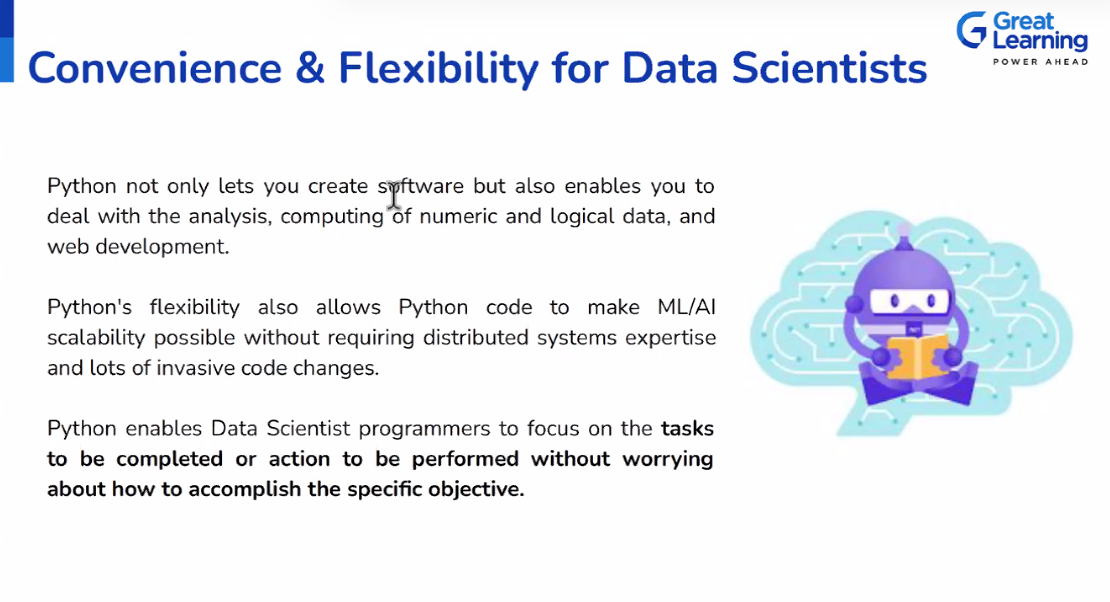 Great
Learning
POWER AHEAD
Convenience & Flexibility for Data Scientists
Python not only lets you create software but also enables you to
deal with the analysis, computing of numeric and logical data, and
web development.
Python's flexibility also allows Python code to make ML/AI
scalability possible without requiring distributed systems expertise
and lots of invasive code changes.
Python enables Data Scientist programmers to focus on the tasks
to be completed or action to be performed without worrying
about how to accomplish the specific objective.